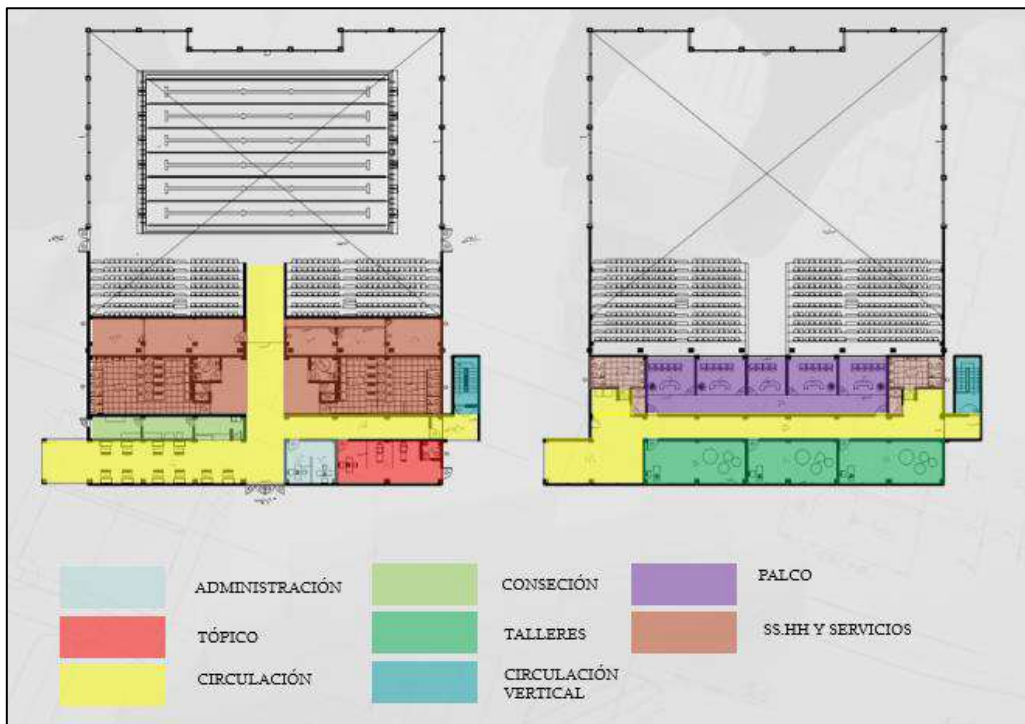 ADMINISTRACIÓN
CONSECIÓN
PALCO
TÓPICO
TALLERES
SS.HH Y SERVICIOS
CIRCULACIÓN
CIRCULACIÓN
VERTICAL